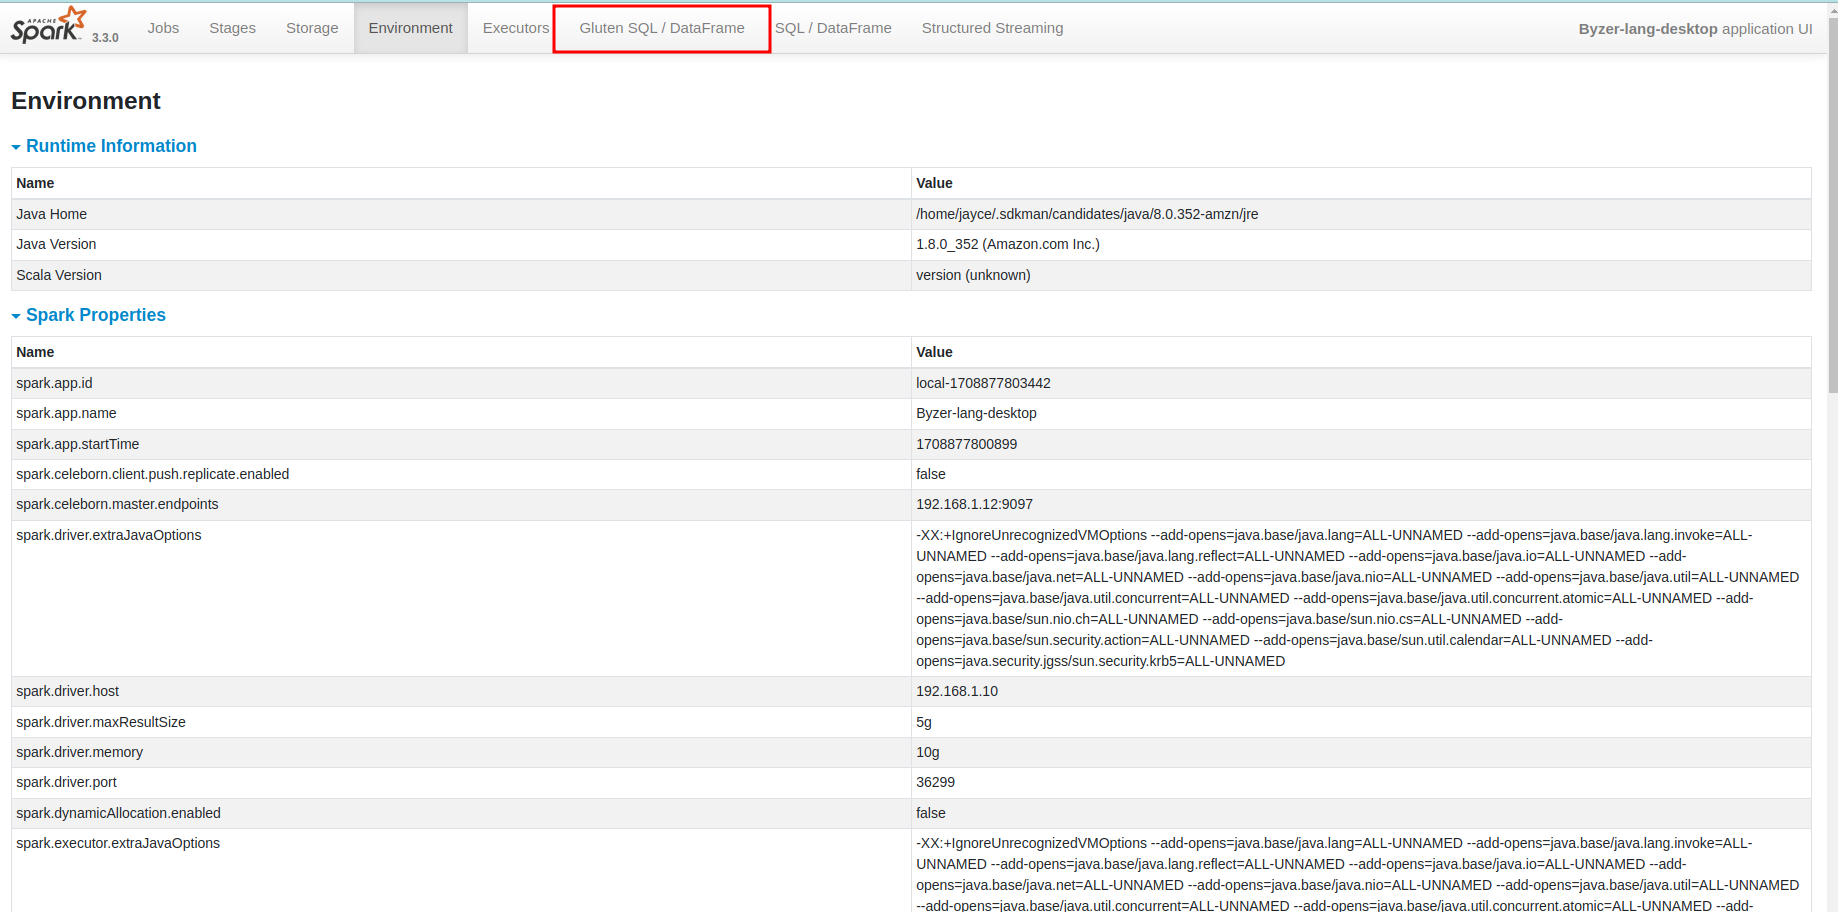 APACHE Spark 3.3.0 Jobs Stages Storage Environment Executors Gluten SQL / DataFrame SQL / DataFrame Structured Streaming Byzer-lang-desktop application UI
Environment
Runtime Information
Name Value
Java Home /home/jayce/.sdkman/candidates/java/8.0.352-amzn/jre
Java Version 1.8.0_352 (Amazon.com Inc.)
Scala Version version (unknown)
Spark Properties
Name Value
spark.app.id local-1708877803442
spark.app.name Byzer-lang-desktop
spark.app.startTime 1708877800899
spark.celeborn.client.push.replicate.enabled false
spark.celeborn.master.endpoints 192.168.1.12:9097
spark.driver.extraJavaOptions -XX:+IgnoreUnrecognizedVMOptions --add-opens=java.base/java.lang=ALL-UNNAMED --add-opens=java.base/java.lang.invoke=ALL-
UNNAMED --add-opens=java.base/java.lang.reflect=ALL-UNNAMED --add-opens=java.base/java.io=ALL-UNNAMED --add-
opens=java.base/java.net=ALL-UNNAMED --add-opens=java.base/java.nio=ALL-UNNAMED --add-opens=java.base/java.util=ALL-UNNAMED
--add-opens=java.base/java.util.concurrent=ALL-UNNAMED --add-opens=java.base/java.util.concurrent.atomic=ALL-UNNAMED --add-
opens=java.base/sun.nio.ch=ALL-UNNAMED --add-opens=java.base/sun.nio.cs=ALL-UNNAMED --add-
opens=java.base/sun.security.action=ALL-UNNAMED --add-opens=java.base/sun.util.calendar=ALL-UNNAMED --add-
opens=java.security.jgss/sun.security.krb5=ALL-UNNAMED
spark.driver.host 192.168.1.10
spark.driver.maxResultSize 5g
spark.driver.memory 10g
spark.driver.port 36299
spark.dynamicAllocation.enabled false
spark.executor.extraJavaOptions -XX:+IgnoreUnrecognizedVMOptions --add-opens=java.base/java.lang=ALL-UNNAMED --add-opens=java.base/java.lang.invoke=ALL-
UNNAMED --add-opens=java.base/java.lang.reflect=ALL-UNNAMED --add-opens=java.base/java.io=ALL-UNNAMED --add-
opens=java.base/java.net=ALL-UNNAMED --add-opens=java.base/java.nio=ALL-UNNAMED --add-opens=java.base/java.util=ALL-UNNAMED
--add-opens=java.base/java.util.concurrent=ALL-UNNAMED --add-opens=java.base/java.util.concurrent.atomic=ALL-UNNAMED --add-